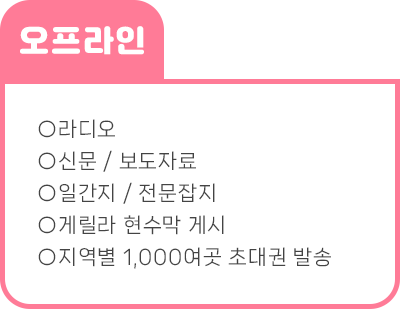 오프라인
○라디오
○신문 / 보도자료
○일간지 / 전문잡지
○게릴라 현수막 게시
○지역별 1,000여곳 초대권 발송